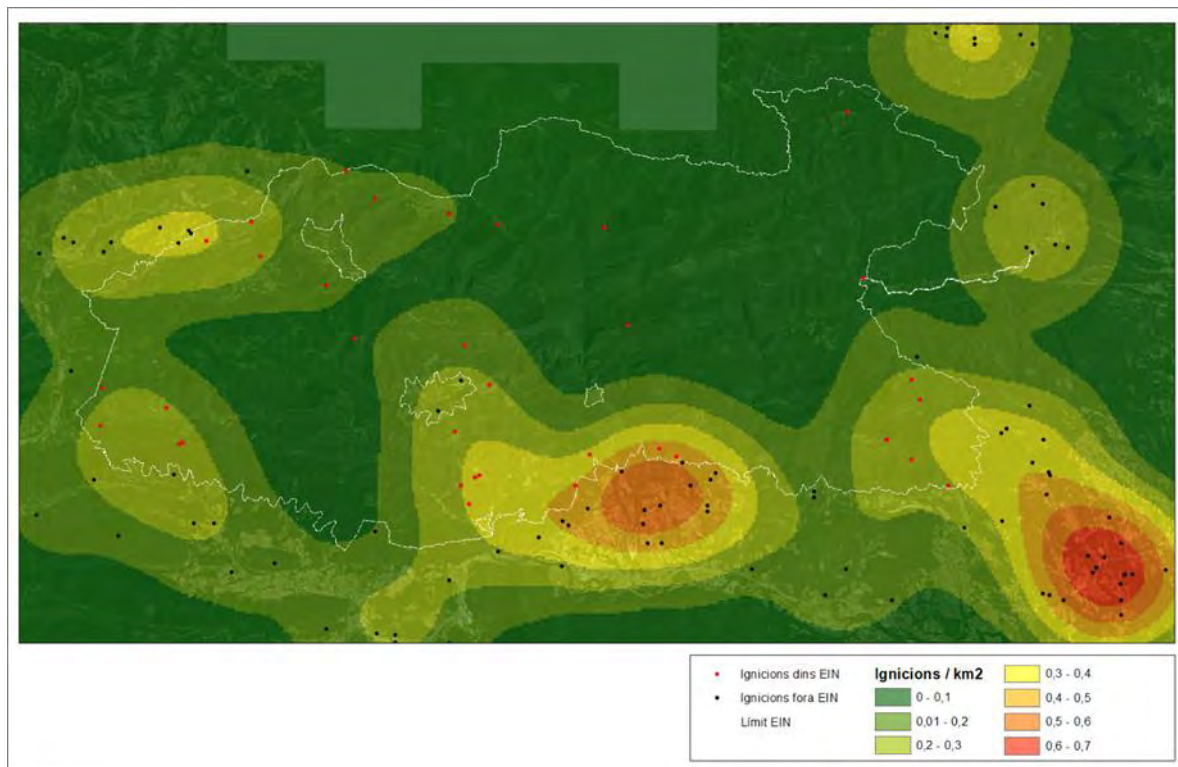 Ignicions dins EIN
Ignicions fora EIN
Límit EIN
Ignicions / km2
0 - 0,1
0,01 - 0,2
0,2 - 0,3
0,3 - 0,4
0,4 - 0,5
0,5 - 0,6
0,6 - 0,7